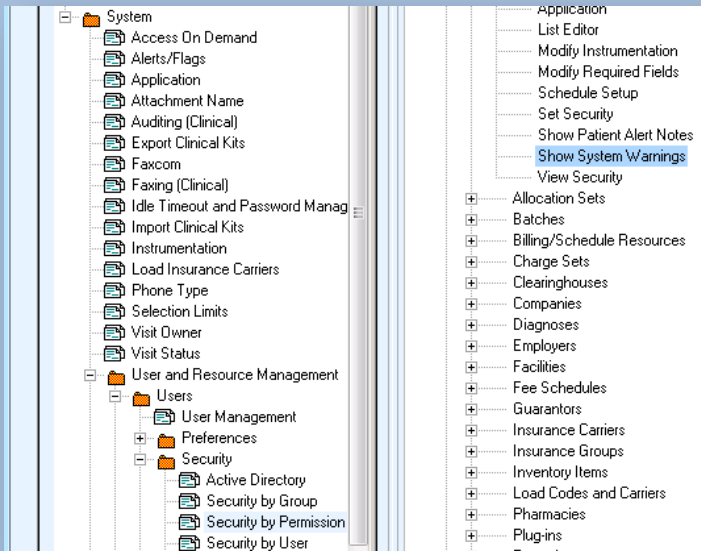 System
Access On Demand
Alerts/Flags
Application
Attachment Name
Auditing (Clinical)
Export Clinical Kits
Faxcom
Faxing (Clinical)
Idle Timeout and Password Manag
Import Clinical Kits
Instrumentation
Load Insurance Carriers
Phone Type
Selection Limits
Visit Owner
Visit Status
User and Resource Management
Users
User Management
Preferences
Security
Active Directory
Security by Group
Security by Permission
Security by User
Application
List Editor
Modify Instrumentation
Modify Required Fields
Schedule Setup
Set Security
Show Patient Alert Notes
Show System Warnings
View Security
Allocation Sets
Batches
Billing/Schedule Resources
Charge Sets
Clearinghouses
Companies
Diagnoses
Employers
Facilities
Fee Schedules
Guarantors
Insurance Carriers
Insurance Groups
Inventory Items
Load Codes and Carriers
Pharmacies
Plug-ins